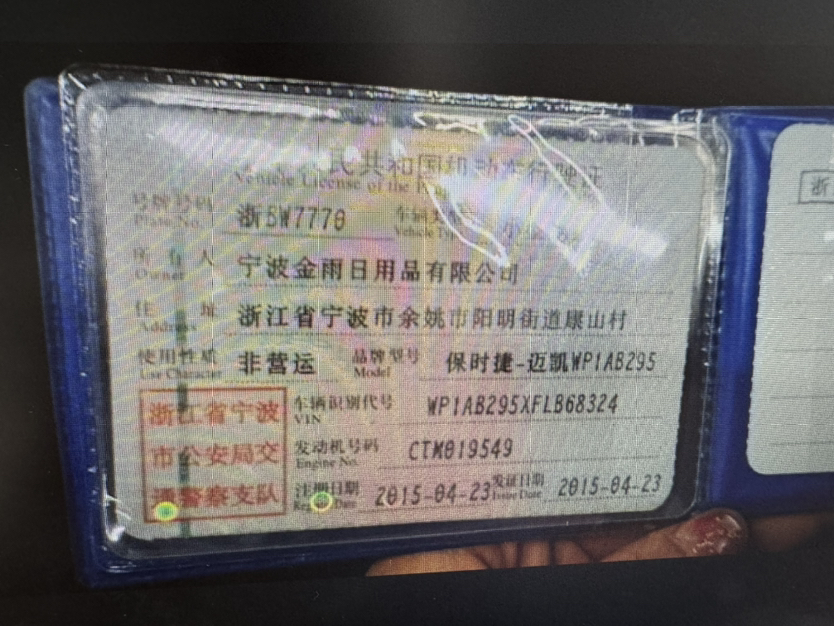 民共和国机动车行驶证
Vehicle License of the P
号牌号码 浙BW7770 车辆类型
Plate No. Vehicle Type
所有人 宁波金雨日用品有限公司
Owner
住址 浙江省宁波市余姚市阳明街道康山村
Address
使用性质 非营运 品牌型号 保时捷-迈凯WP1AB295
Use Character Model
浙江省宁波 车辆识别代号 WP1AB295XFLB68324
VIN
市公安局交 发动机号码 CTM019549
Engine No.
通警察支队 注册日期 2015-04-23 发证日期 2015-04-23
Register Date Issue Date
浙